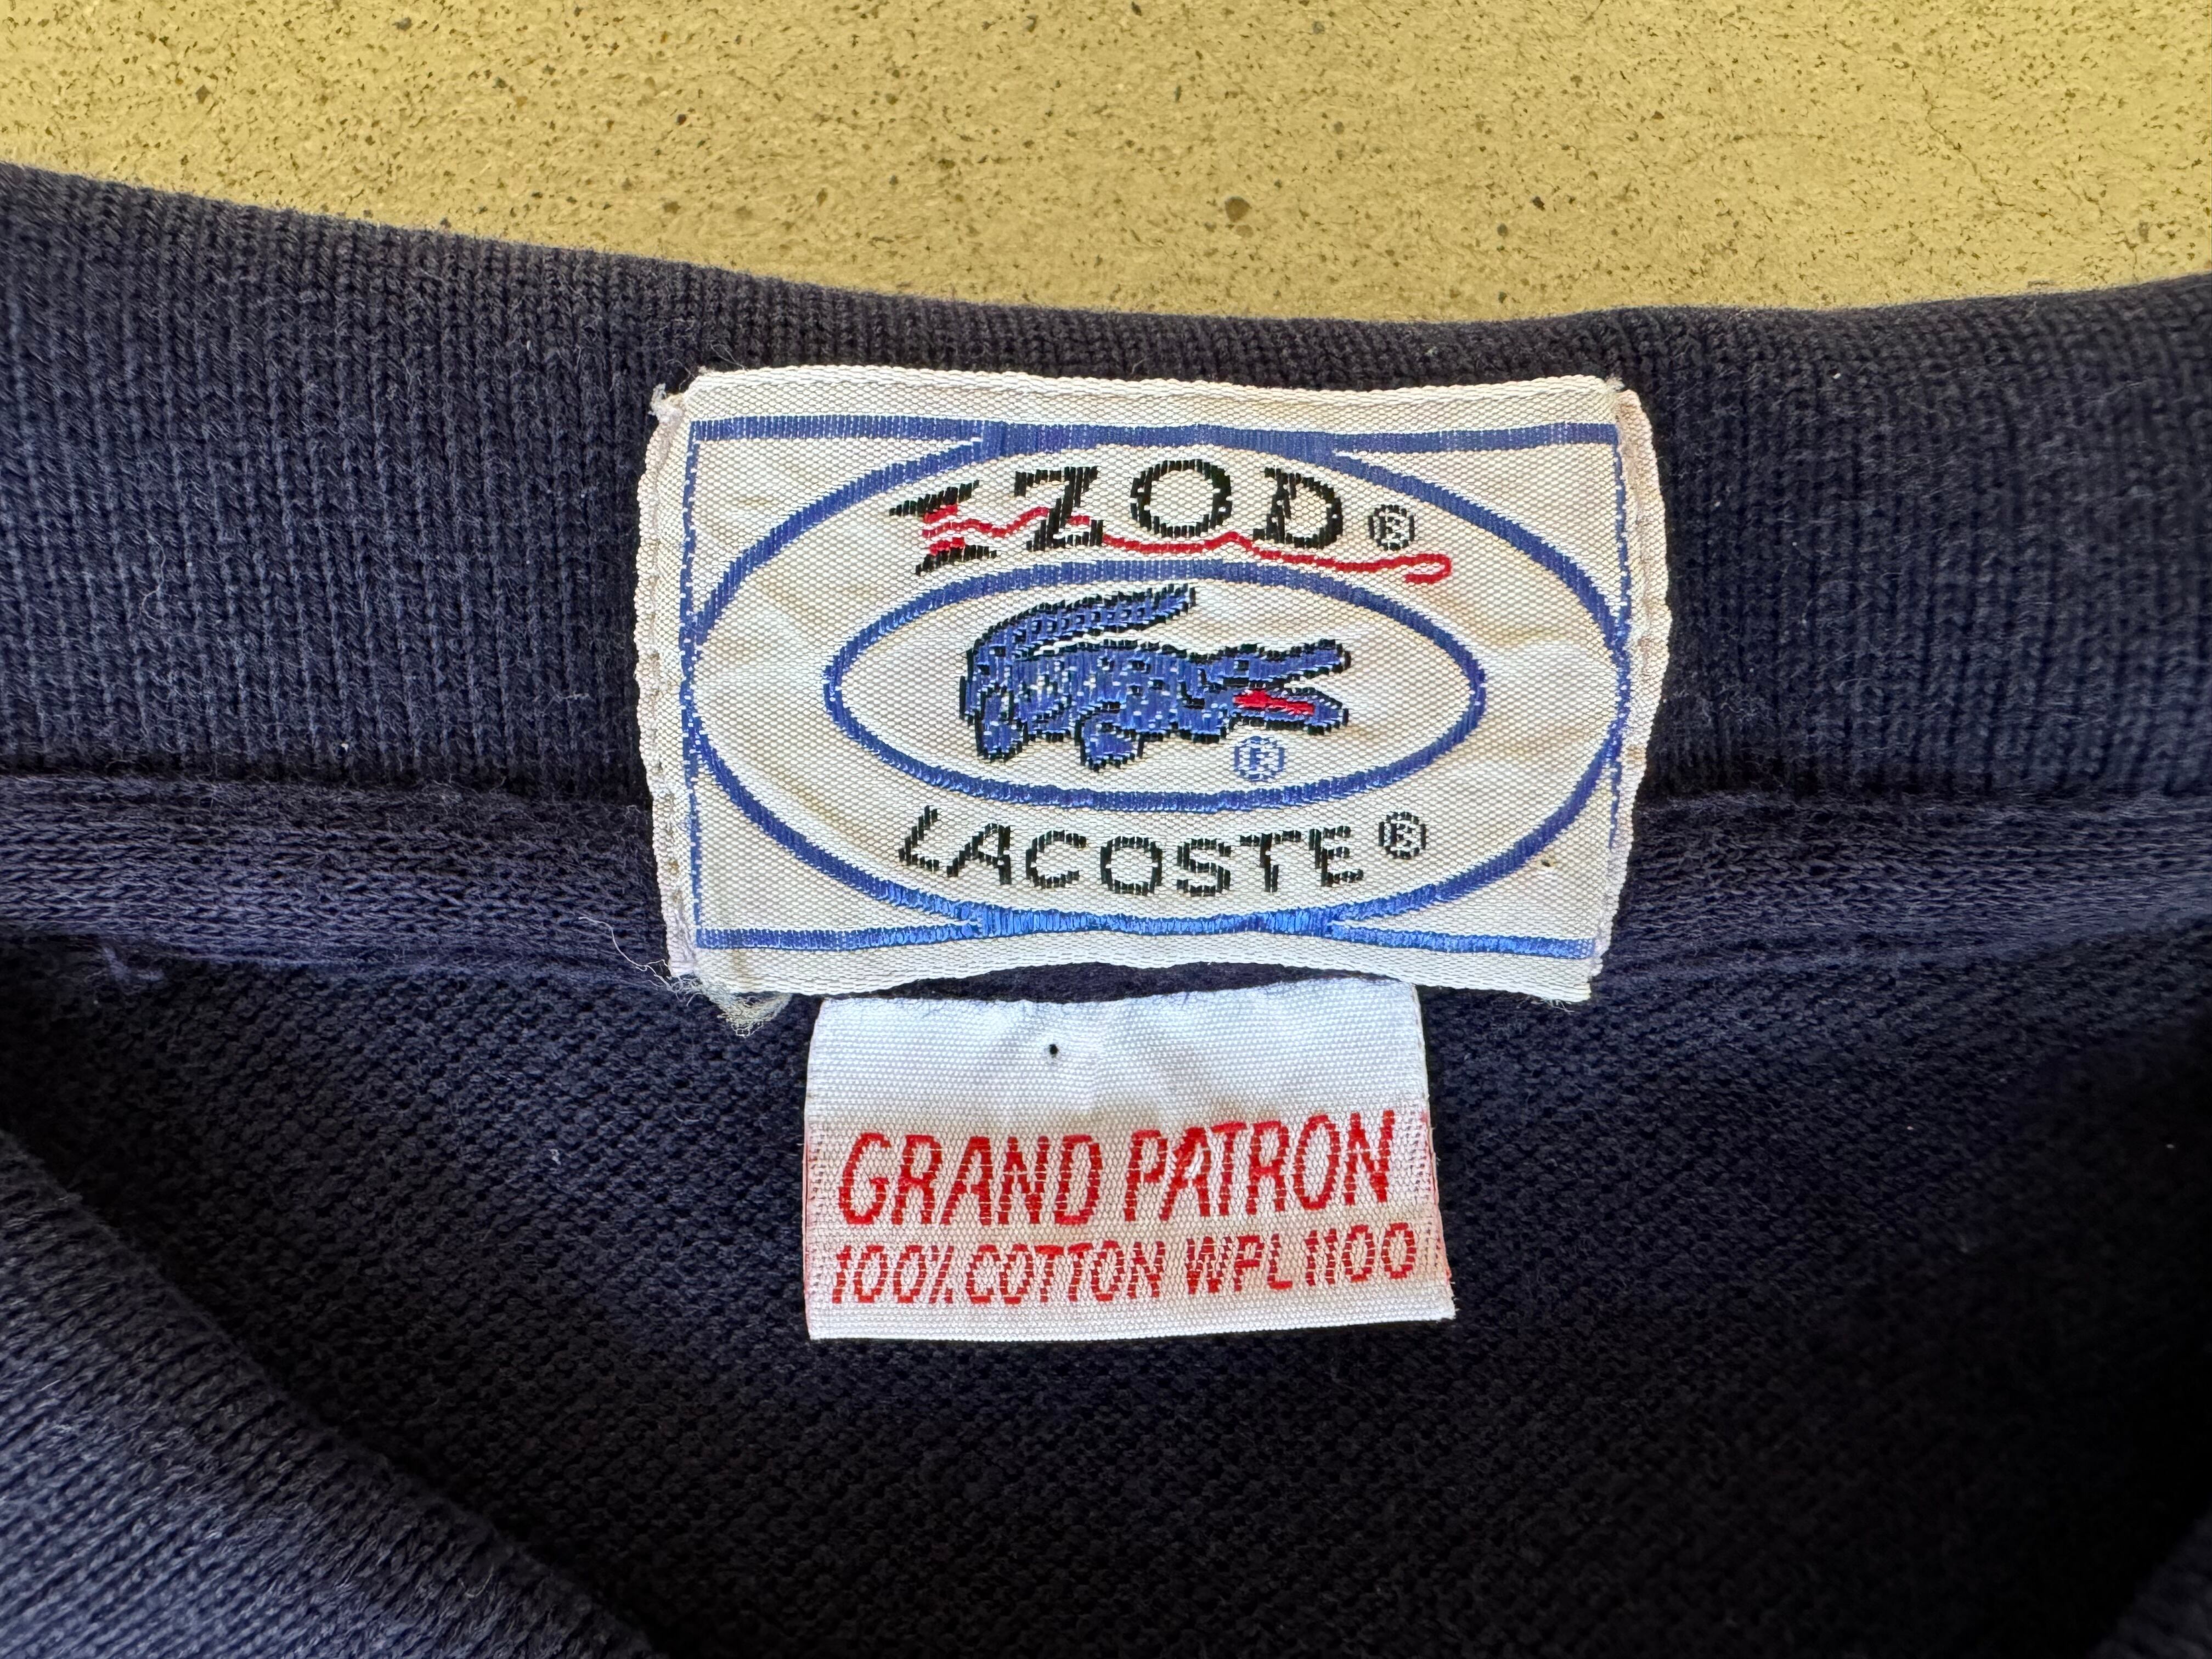 IZOD®
®
LACOSTE®
GRAND PATRON
100% COTTON WPL 1100